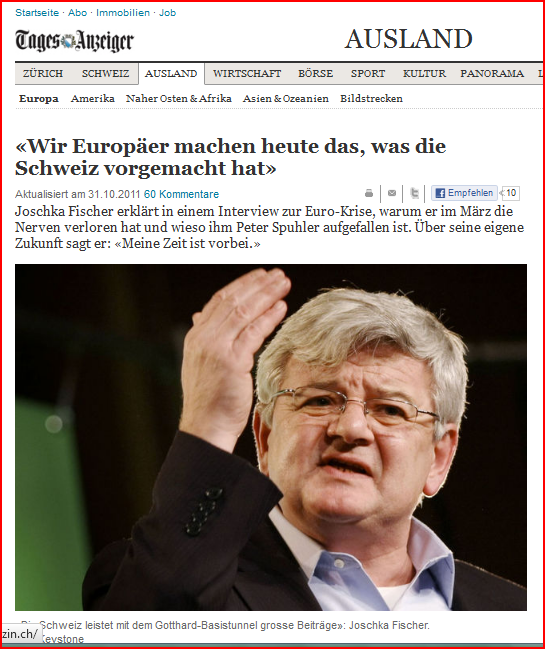 Startseite · Abo · Immobilien · Job
Tages Anzeiger
AUSLAND
ZÜRICH SCHWEIZ AUSLAND WIRTSCHAFT BÖRSE SPORT KULTUR PANORAMA L
Europa Amerika Naher Osten & Afrika Asien & Ozeanien Bildstrecken
«Wir Europäer machen heute das, was die
Schweiz vorgemacht hat»
Aktualisiert am 31.10.2011 60 Kommentare
Empfehlen 10
Joschka Fischer erklärt in einem Interview zur Euro-Krise, warum er im März die
Nerven verloren hat und wieso ihm Peter Spuhler aufgefallen ist. Über seine eigene
Zukunft sagt er: «Meine Zeit ist vorbei.»
Schweiz leistet mit dem Gotthard-Basistunnel grosse Beiträge»: Joschka Fischer.
zin.ch/
Keystone